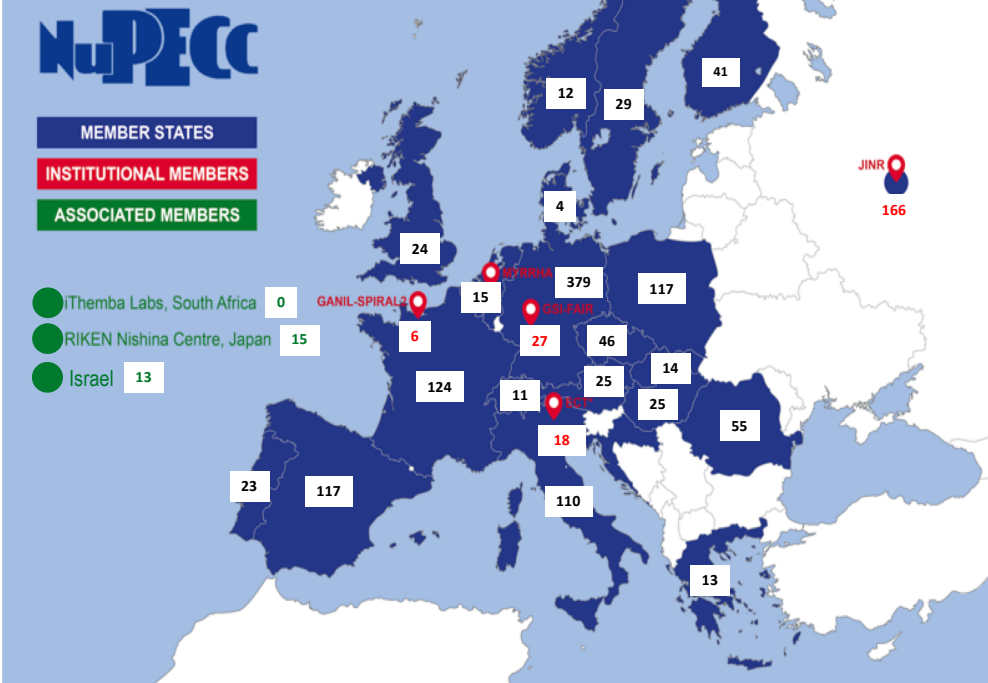 NuPECC
MEMBER STATES
INSTITUTIONAL MEMBERS
ASSOCIATED MEMBERS
iThemba Labs, South Africa 0
RIKEN Nishina Centre, Japan 15
Israel 13
41
12
29
JINR
166
4
24
MYRRHA
379
117
15
GANIL-SPIRAL2
GSI-FAIR
6
27
46
14
25
124
11
ECT*
25
55
18
23
117
110
13